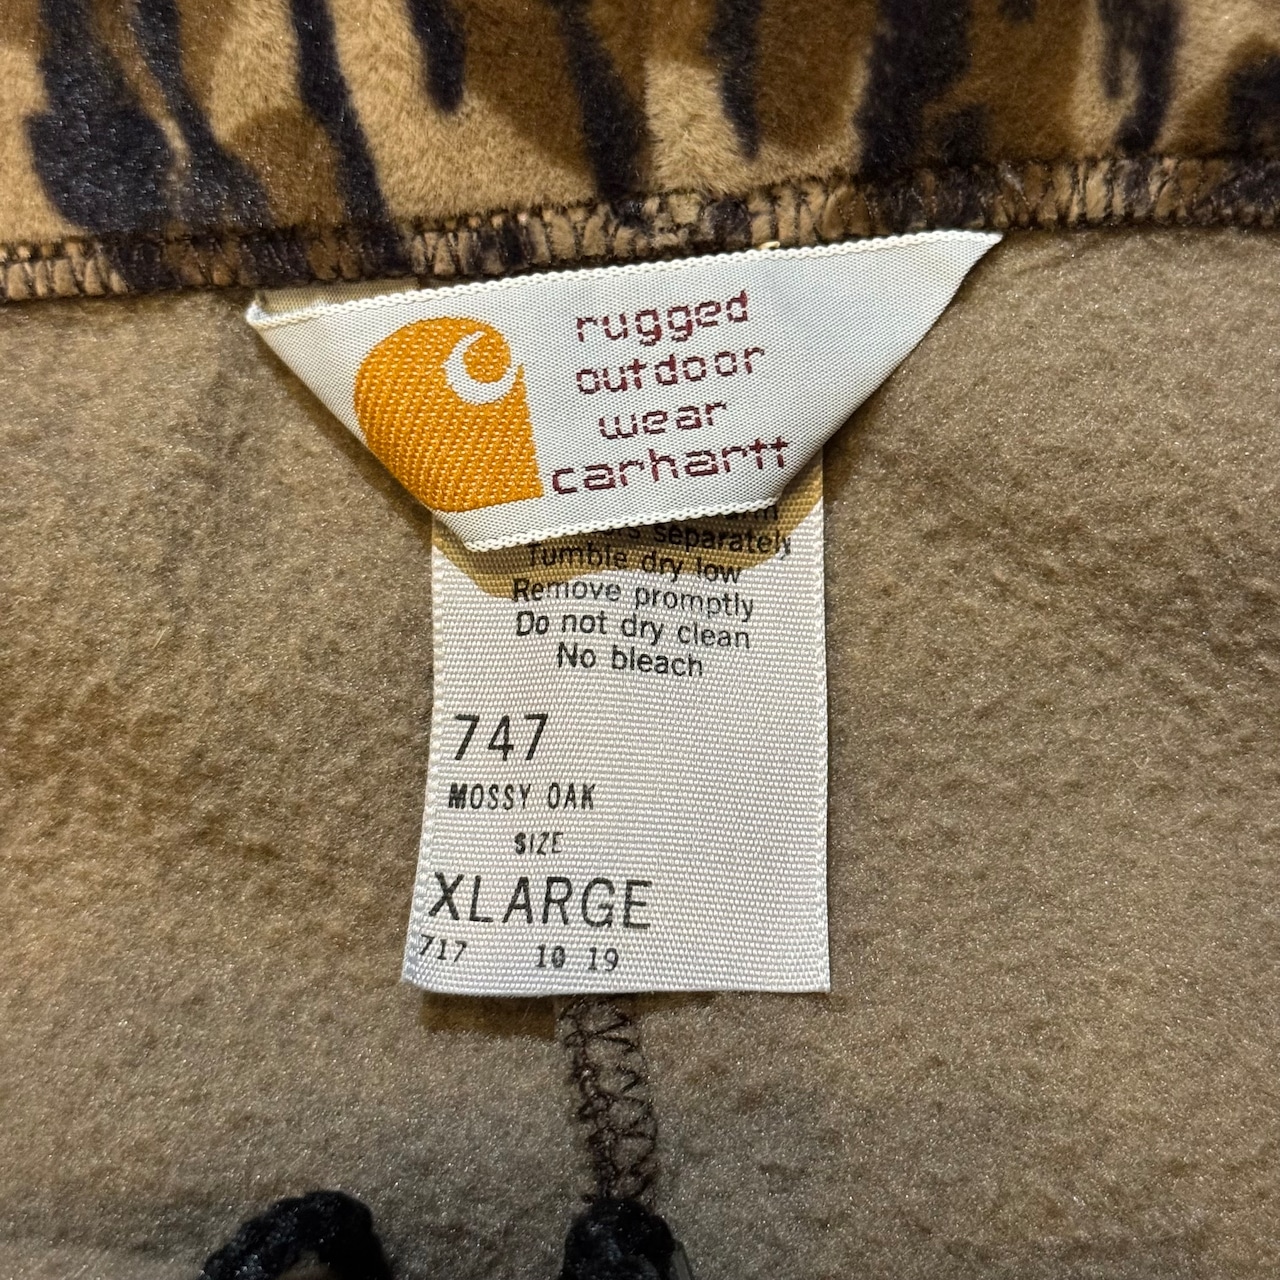 rugged
outdoor
wear
carhartt
separately
Tumble dry low
Remove promptly
Do not dry clean
No bleach
747
MOSSY OAK
SIZE
XLARGE
717 10 19